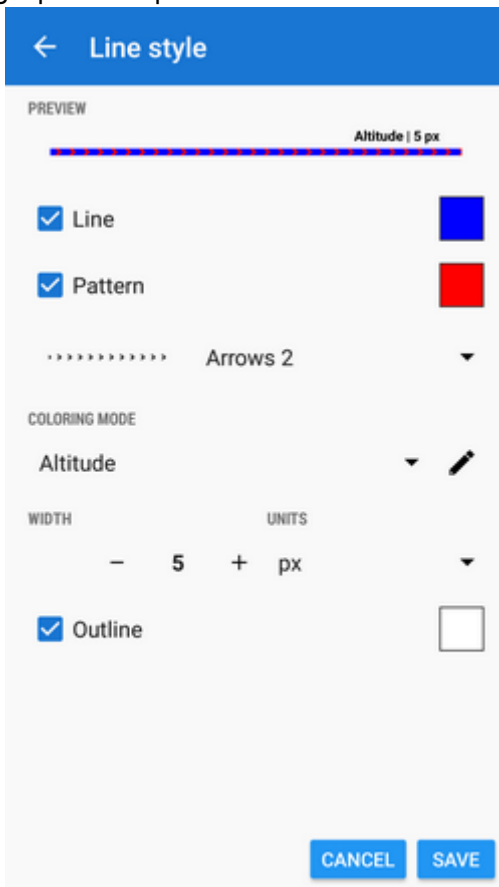 Line style
PREVIEW
Altitude | 5 px
Line
Pattern
Arrows 2
COLORING MODE
Altitude
WIDTH UNITS
− 5 + px
Outline
CANCEL SAVE